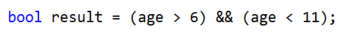 bool result = (age > 6) && (age < 11);